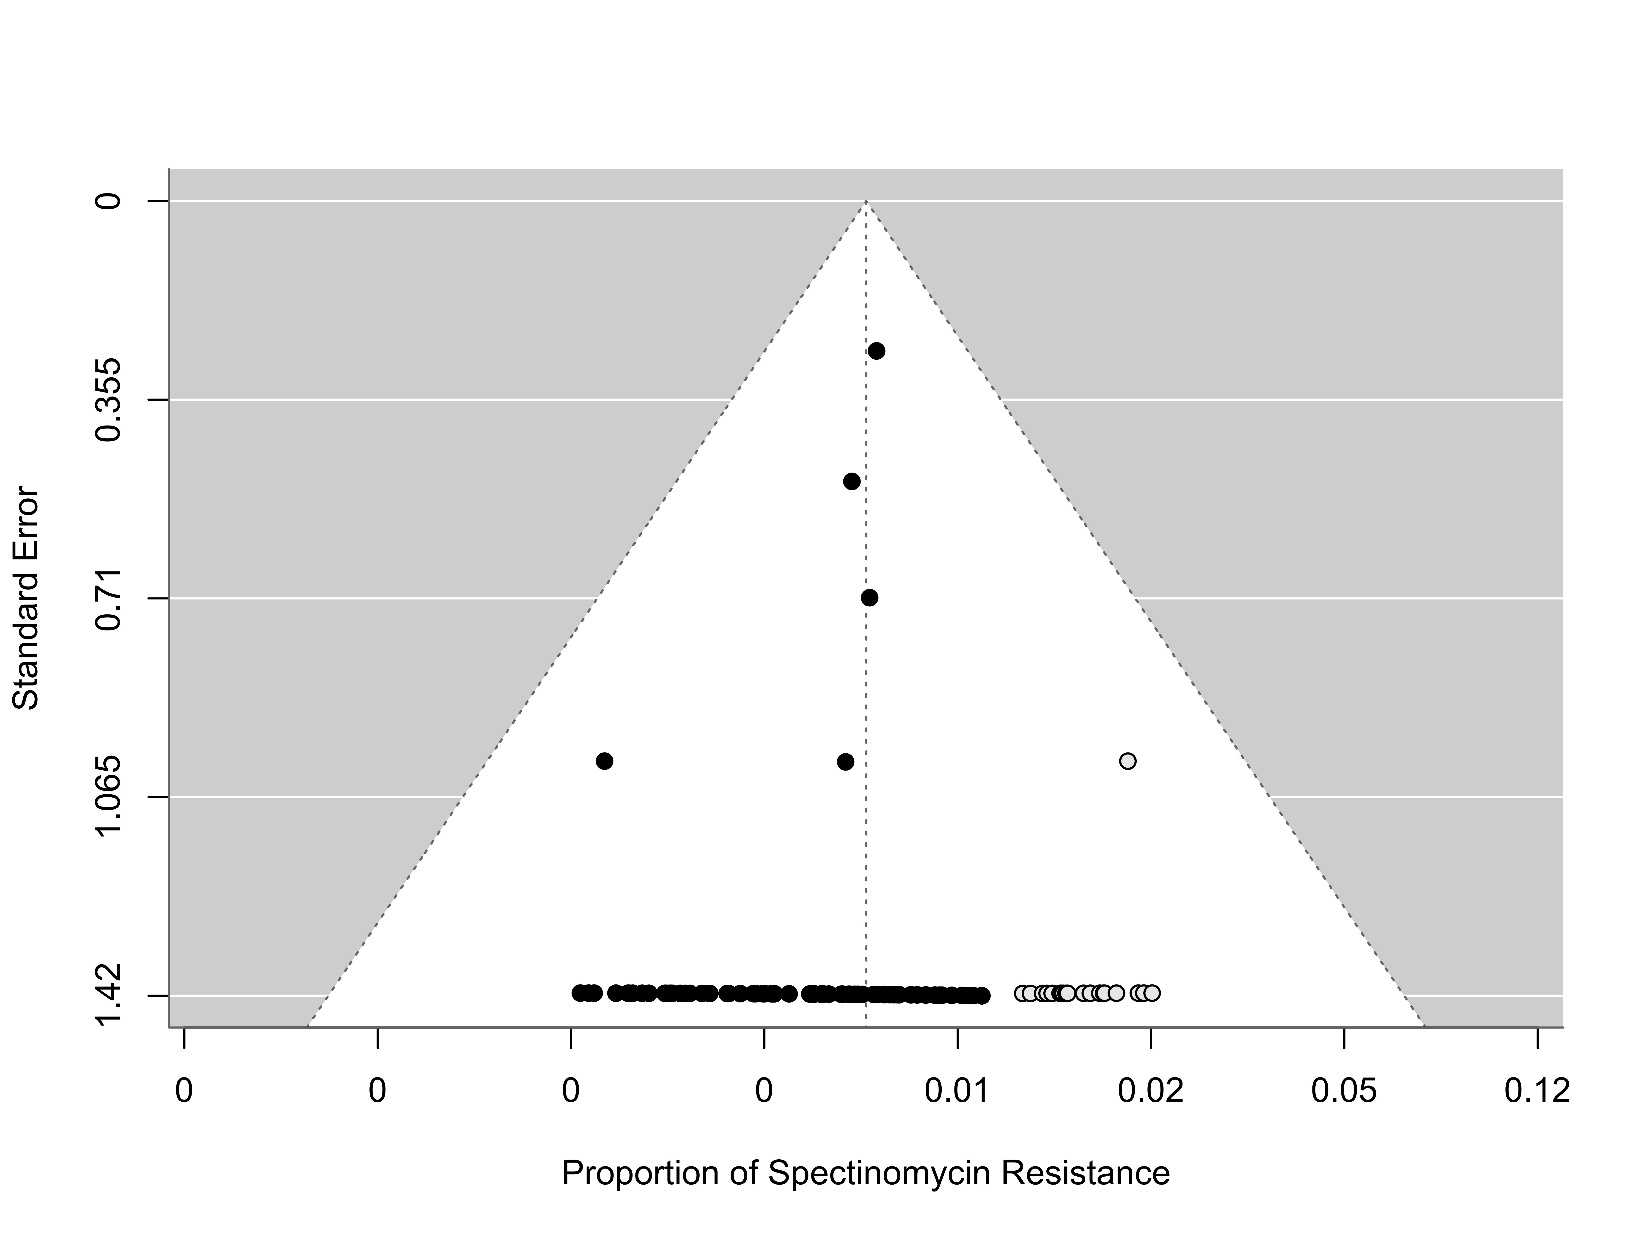 0
0.355
0.71
1.065
1.42
Standard Error
0 0 0 0 0.01 0.02 0.05 0.12
Proportion of Spectinomycin Resistance